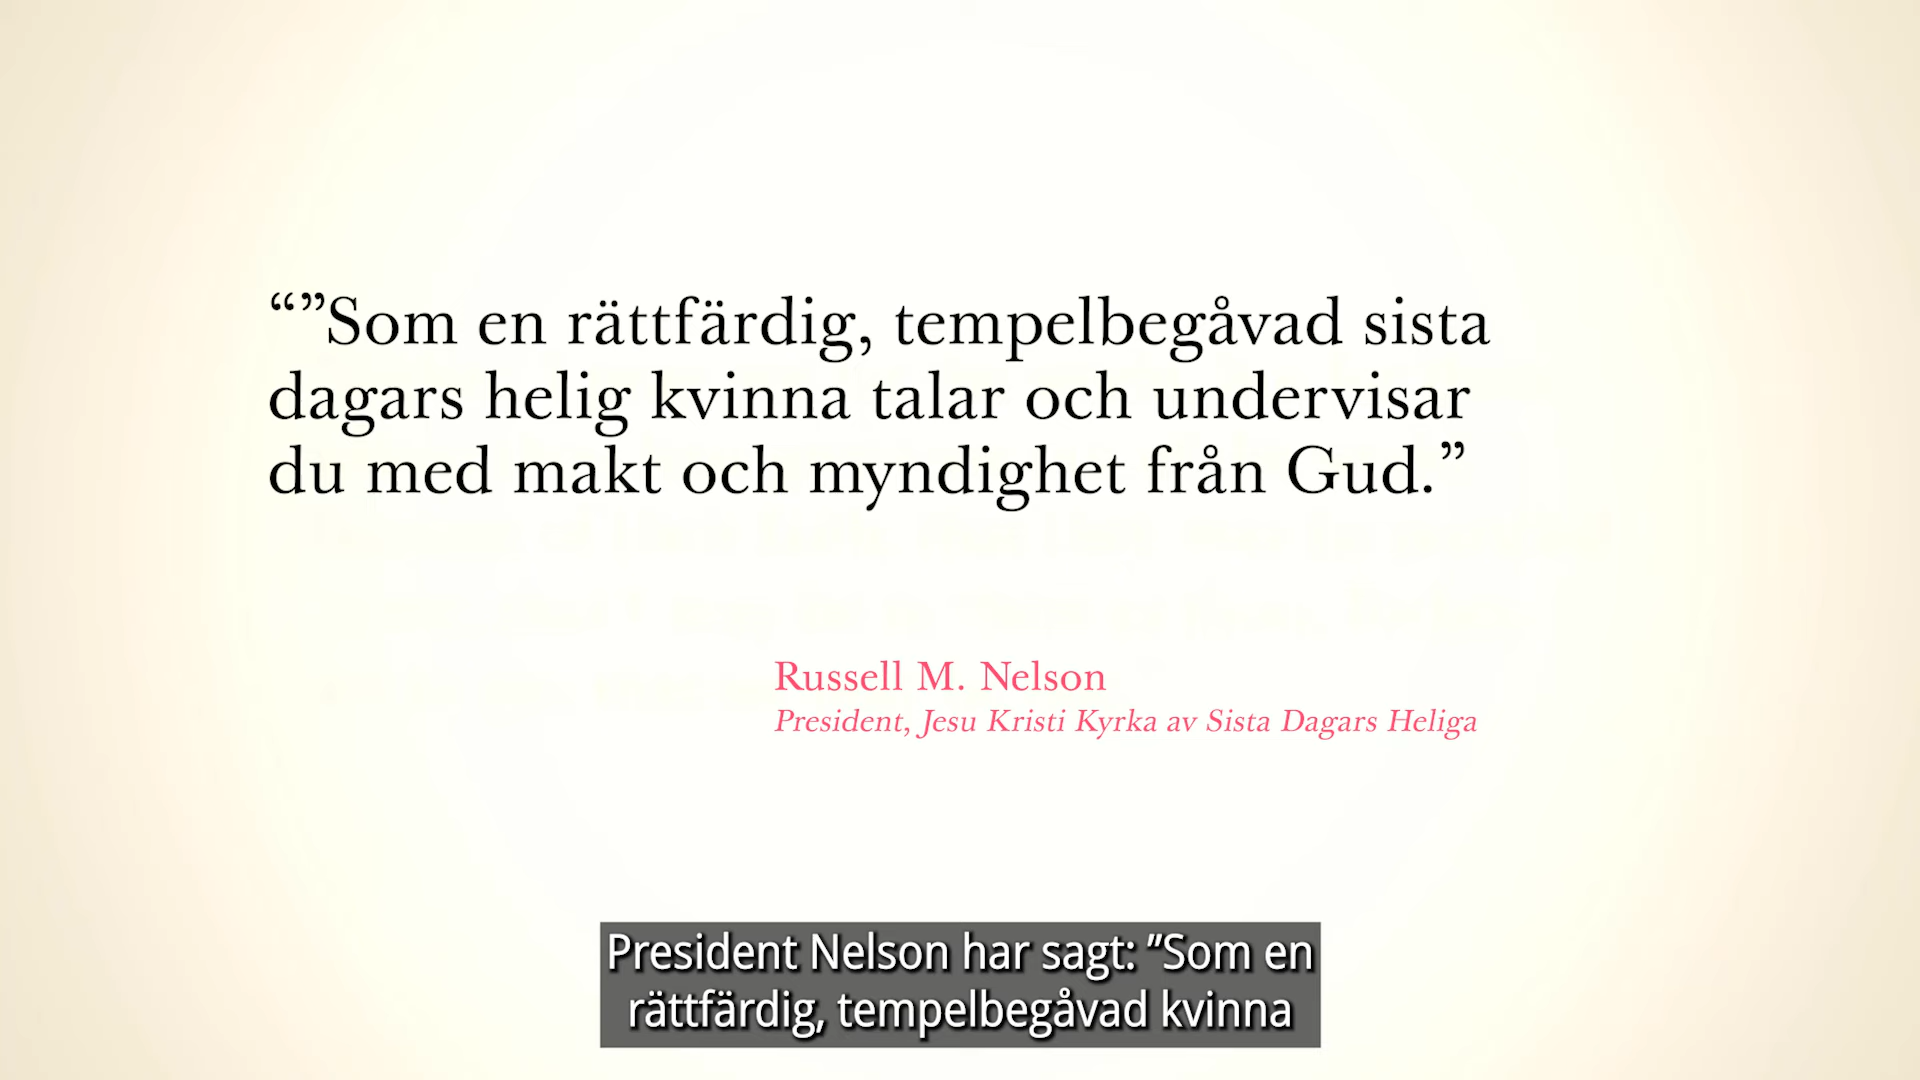 “”Som en rättfärdig, tempelbegåvad sista
dagars helig kvinna talar och undervisar
du med makt och myndighet från Gud.”
Russell M. Nelson
President, Jesu Kristi Kyrka av Sista Dagars Heliga
President Nelson har sagt: ”Som en
rättfärdig, tempelbegåvad kvinna